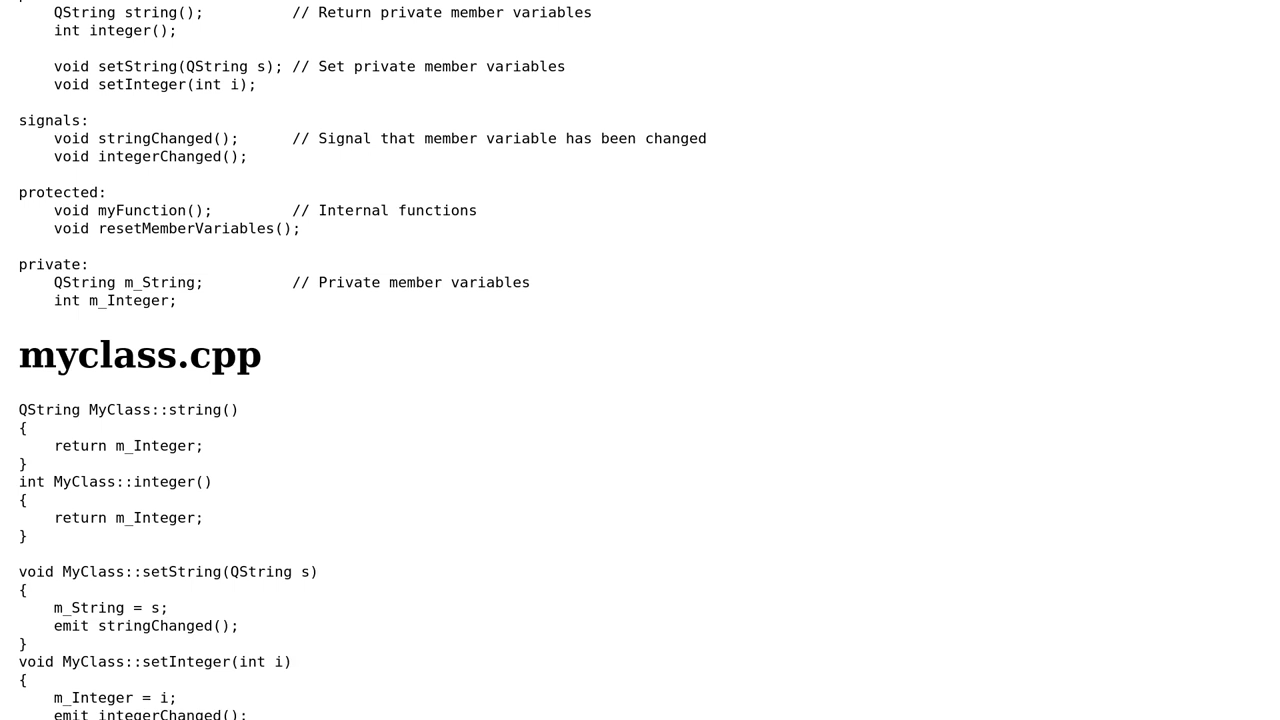 QString string();          // Return private member variables
    int integer();

    void setString(QString s); // Set private member variables
    void setInteger(int i);

signals:
    void stringChanged();      // Signal that member variable has been changed
    void integerChanged();

protected:
    void myFunction();         // Internal functions
    void resetMemberVariables();

private:
    QString m_String;          // Private member variables
    int m_Integer;

myclass.cpp

QString MyClass::string()
{
    return m_Integer;
}
int MyClass::integer()
{
    return m_Integer;
}

void MyClass::setString(QString s)
{
    m_String = s;
    emit stringChanged();
}
void MyClass::setInteger(int i)
{
    m_Integer = i;
    emit integerChanged();